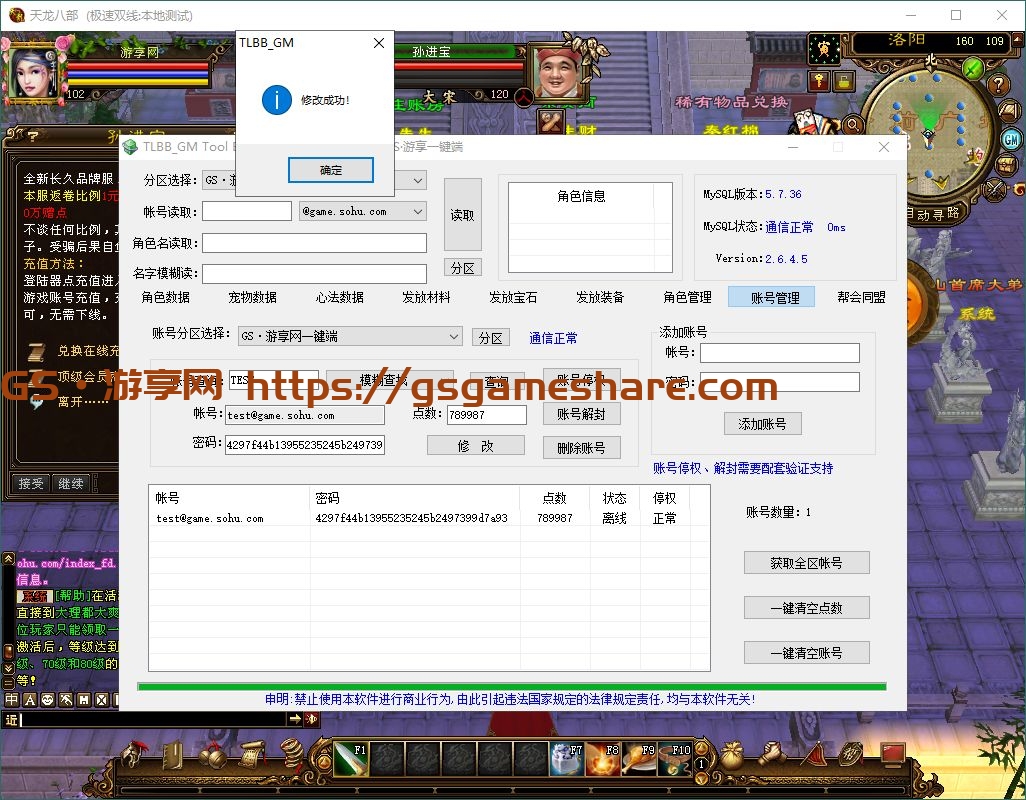 天龙八部 (极速双线:本地测试)
游享网
102
孙进宝
大宋
120
洛阳 160 109
北
GM
自动寻路
稀有物品兑换
秦红棉
首席大弟
系统
TLBB_GM
修改成功!
确定
TLBB_GM Tool
S·游享一键端
分区选择:
帐号读取:
@game.sohu.com
角色名读取:
名字模糊读:
读取
分区
角色信息
MySQL版本:5.7.36
MySQL状态:通信正常 0ms
Version:2.6.4.5
角色数据 宠物数据 心法数据 发放材料 发放宝石 发放装备 角色管理 账号管理 帮会同盟
账号分区选择: GS·游享网一键端 分区 通信正常
添加账号
帐号:
密码:
添加账号
账号查询: TES 模糊查找 查询 账号停权
GS·游享网 https://gsgameshare.com
帐号: test@game.sohu.com 点数: 789987 账号解封
密码: 4297f44b13955235245b249739 修 改 删除账号
账号停权、解封需要配套验证支持
帐号 密码 点数 状态 停权
test@game.sohu.com 4297f44b13955235245b2497399d7a93 789987 离线 正常
账号数量: 1
获取全区帐号
一键清空点数
一键清空账号
申明:禁止使用本软件进行商业行为,由此引起违法国家规定的法律规定责任,均与本软件无关!
全新长久品牌服
本服返卷比例1元
0万赠点
不谈任何比例,
子。受骗后果自
充值方法:
登陆器点充值进入
游戏账号充值,
可,无需下线。
兑换在线充
顶级会员
离开……
接受 继续
ohu.com/index_fd.
信息。
系统 [帮助]在活
直接到大理都大爽
位玩家只能领取一
激活后,等级达到
级、70级和80级的
等!
中 A
近
F1 F7 F8 F9 F10
1